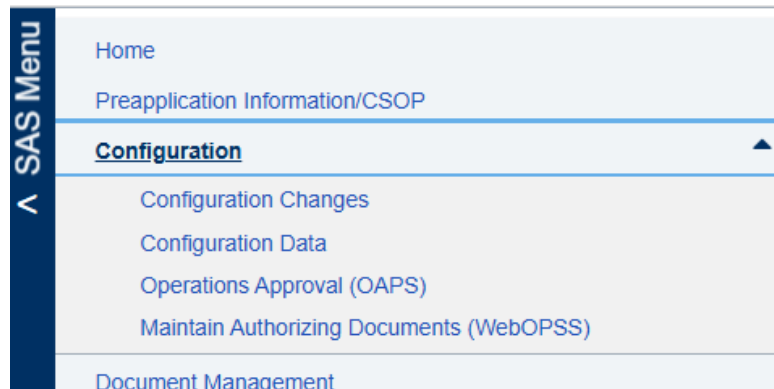 < SAS Menu
Home
Preapplication Information/CSOP
Configuration
Configuration Changes
Configuration Data
Operations Approval (OAPS)
Maintain Authorizing Documents (WebOPSS)
Document Management